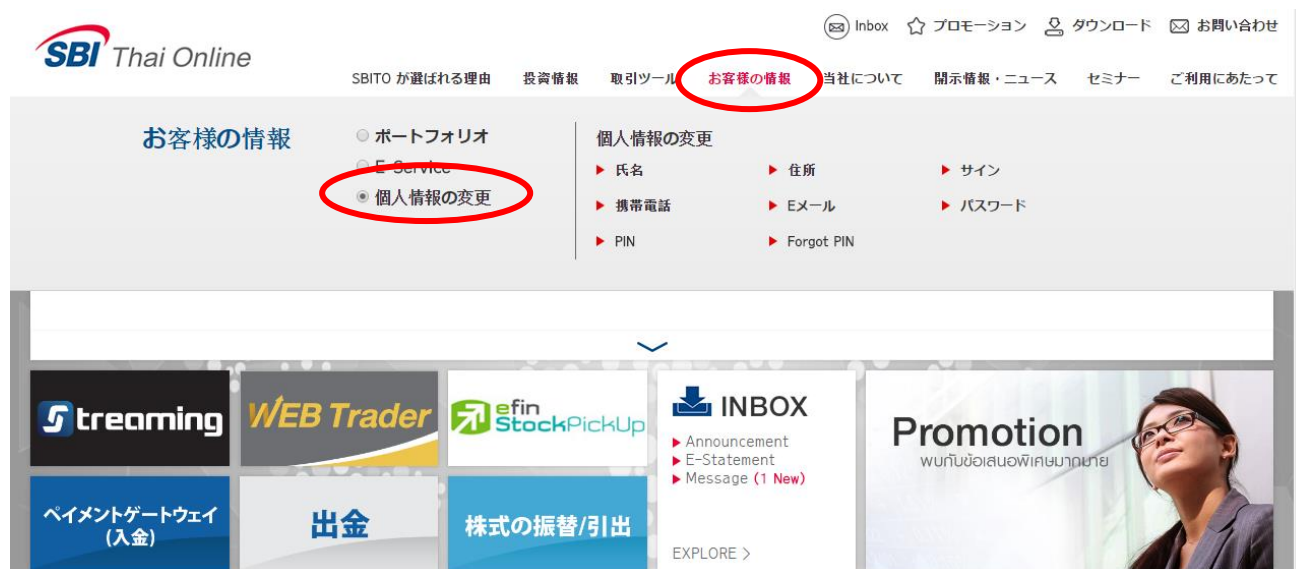 Inbox プロモーション ダウンロード お問い合わせ
SBI Thai Online
SBITO が選ばれる理由 投資情報 取引ツール お客様の情報 当社について 開示情報・ニュース セミナー ご利用にあたって
お客様の情報
ポートフォリオ
E-Service
個人情報の変更
個人情報の変更
氏名 住所 サイン
携帯電話 Eメール パスワード
PIN Forgot PIN
Streaming
WEB Trader
efin
StockPickUp
INBOX
Announcement
E-Statement
Message (1 New)
EXPLORE >
Promotion
พบกับข้อเสนอพิเศษมากมาย
ペイメントゲートウェイ
(入金)
出金
株式の振替/引出